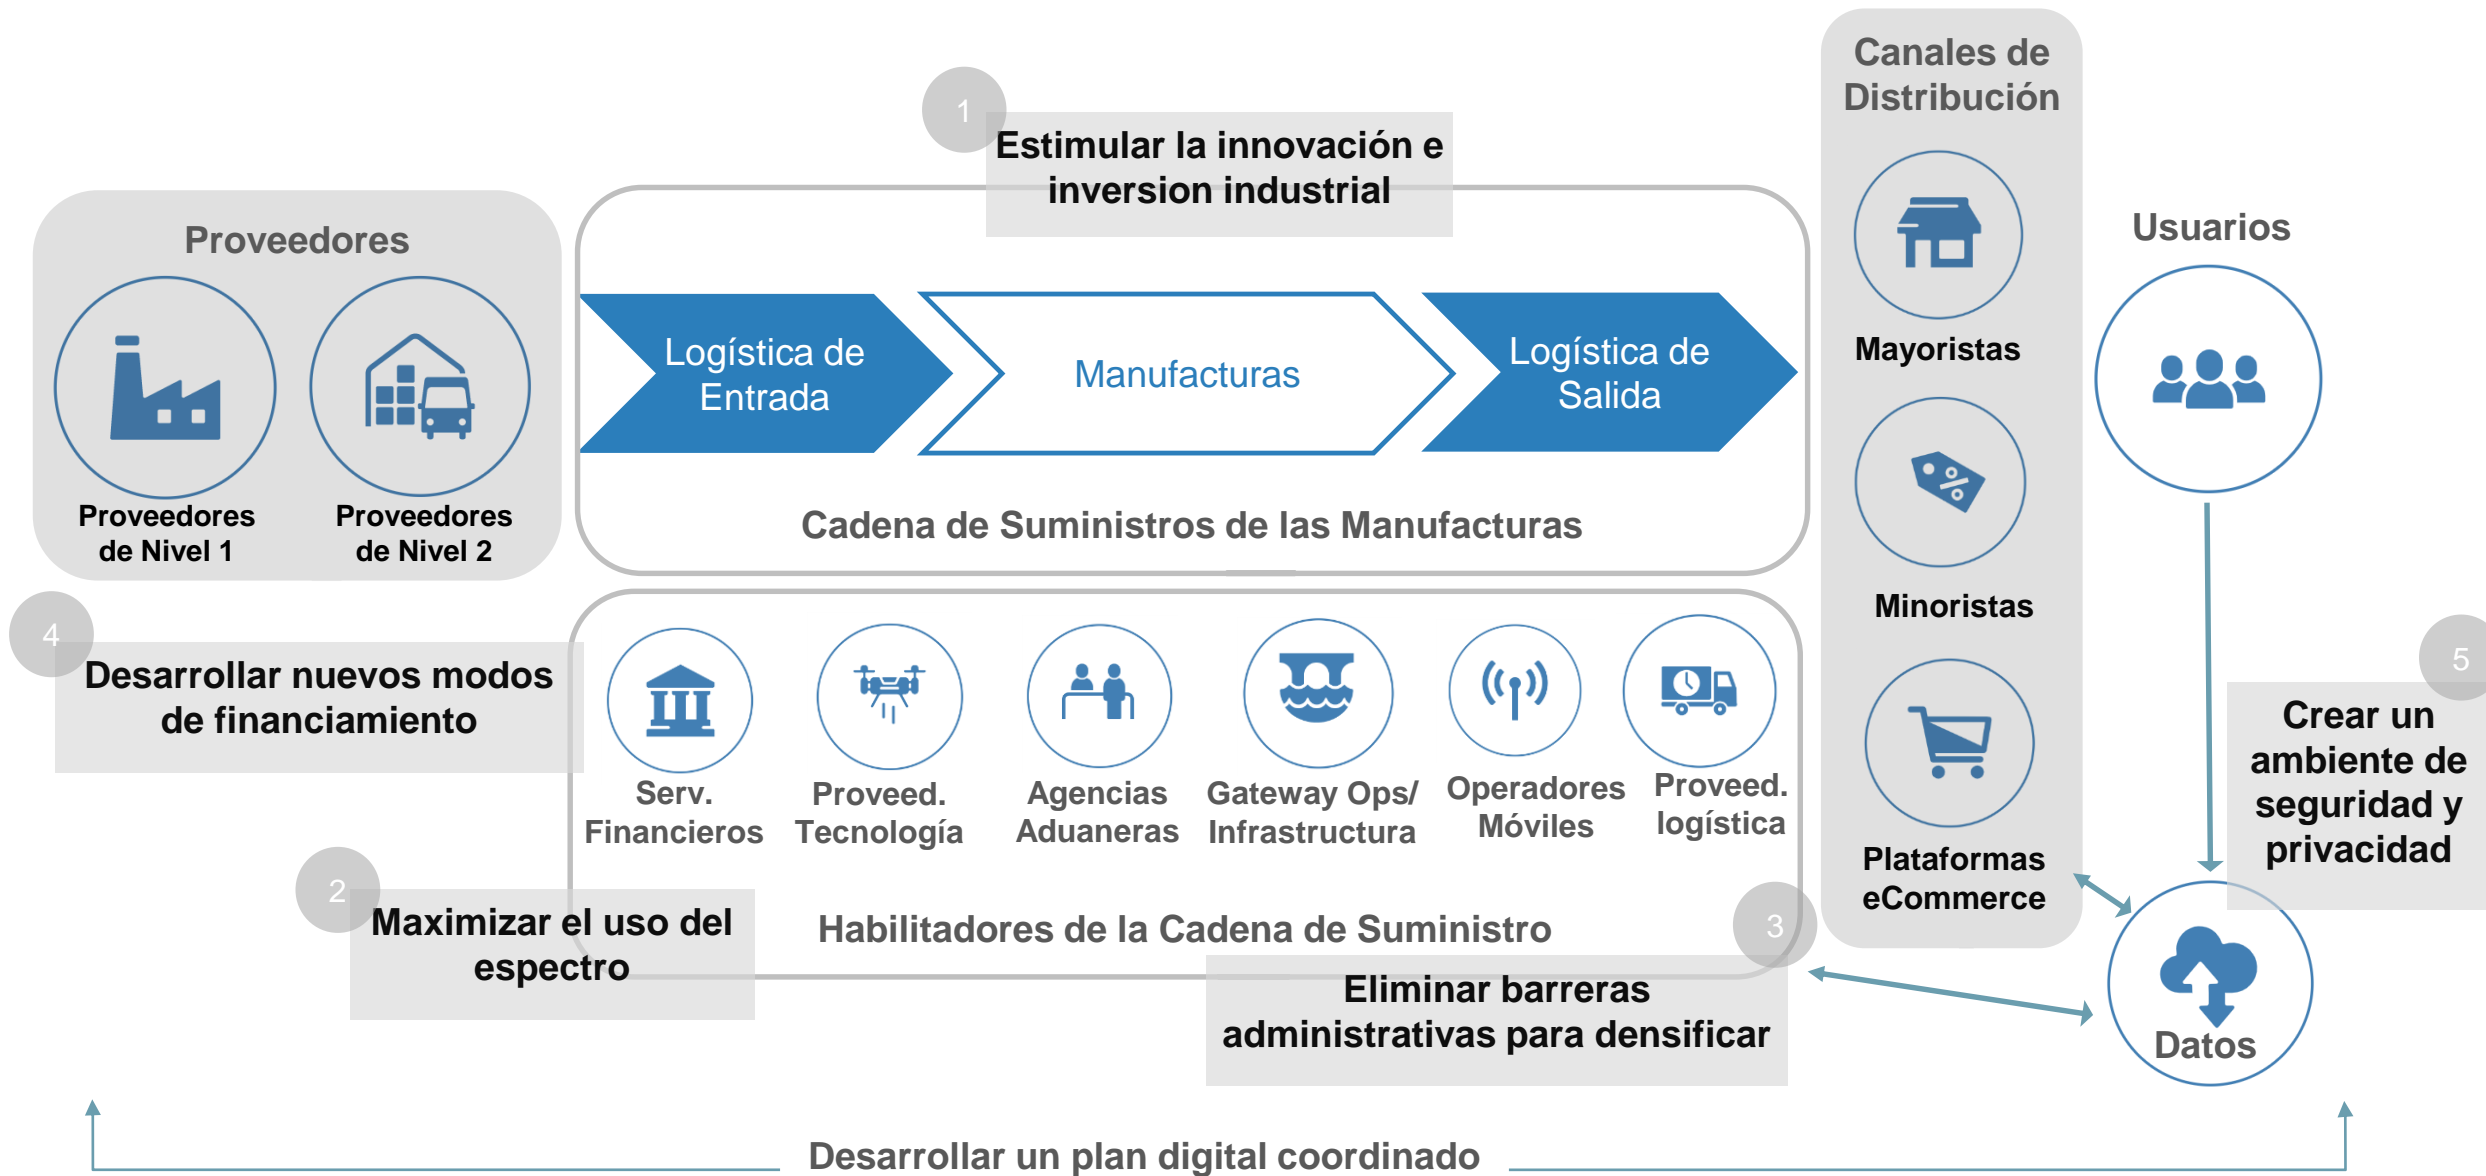 Canales de
Distribución
1
Estimular la innovación e
inversion industrial
Proveedores
Usuarios
Logística de
Entrada
Manufacturas
Logística de
Salida
Mayoristas
Proveedores
de Nivel 1
Proveedores
de Nivel 2
Cadena de Suministros de las Manufacturas
Minoristas
4
Desarrollar nuevos modos
de financiamiento
5
Crear un
ambiente de
seguridad y
privacidad
Serv.
Financieros
Proveed.
Tecnología
Agencias
Aduaneras
Gateway Ops/
Infrastructura
Operadores
Móviles
Proveed.
logística
Plataformas
eCommerce
2
Maximizar el uso del
espectro
Habilitadores de la Cadena de Suministro
3
Eliminar barreras
administrativas para densificar
Datos
Desarrollar un plan digital coordinado